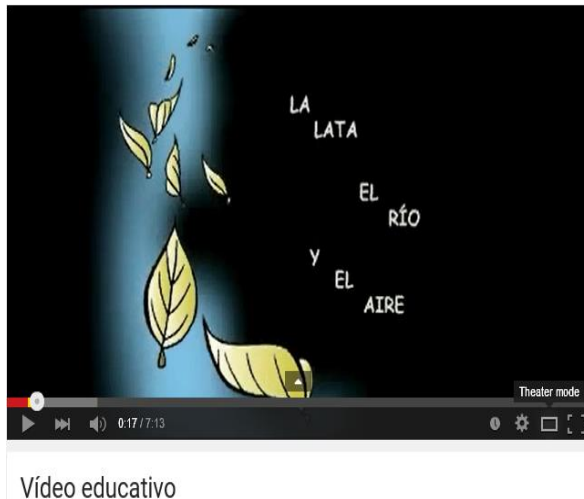 LA
LATA
EL
RÍO
Y
EL
AIRE
Theater mode
0:17 / 7:13
Vídeo educativo